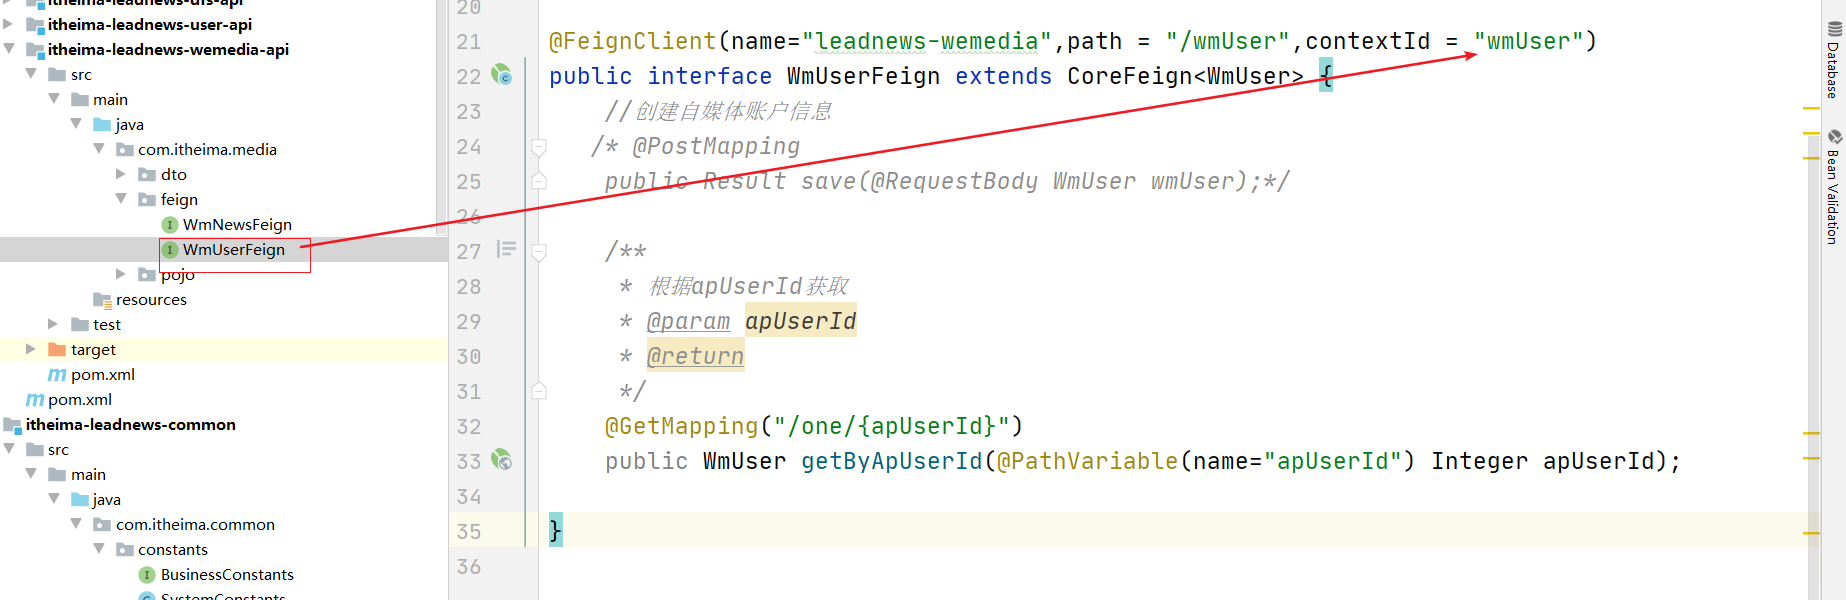 itheima-leadnews-dfs-api
itheima-leadnews-user-api
itheima-leadnews-wemedia-api
src
main
java
com.itheima.media
dto
feign
WmNewsFeign
WmUserFeign
pojo
resources
test
target
pom.xml
pom.xml
itheima-leadnews-common
src
main
java
com.itheima.common
constants
BusinessConstants
SystemConstants
20
21 @FeignClient(name="leadnews-wemedia",path = "/wmUser",contextId = "wmUser")
22 public interface WmUserFeign extends CoreFeign<WmUser> {
23 //创建自媒体账户信息
24 /* @PostMapping
25 public Result save(@RequestBody WmUser wmUser);*/
26
27 /**
28 * 根据apUserId获取
29 * @param apUserId
30 * @return
31 */
32 @GetMapping("/one/{apUserId}")
33 public WmUser getByApUserId(@PathVariable(name="apUserId") Integer apUserId);
34
35 }
36
Database
Bean Validation